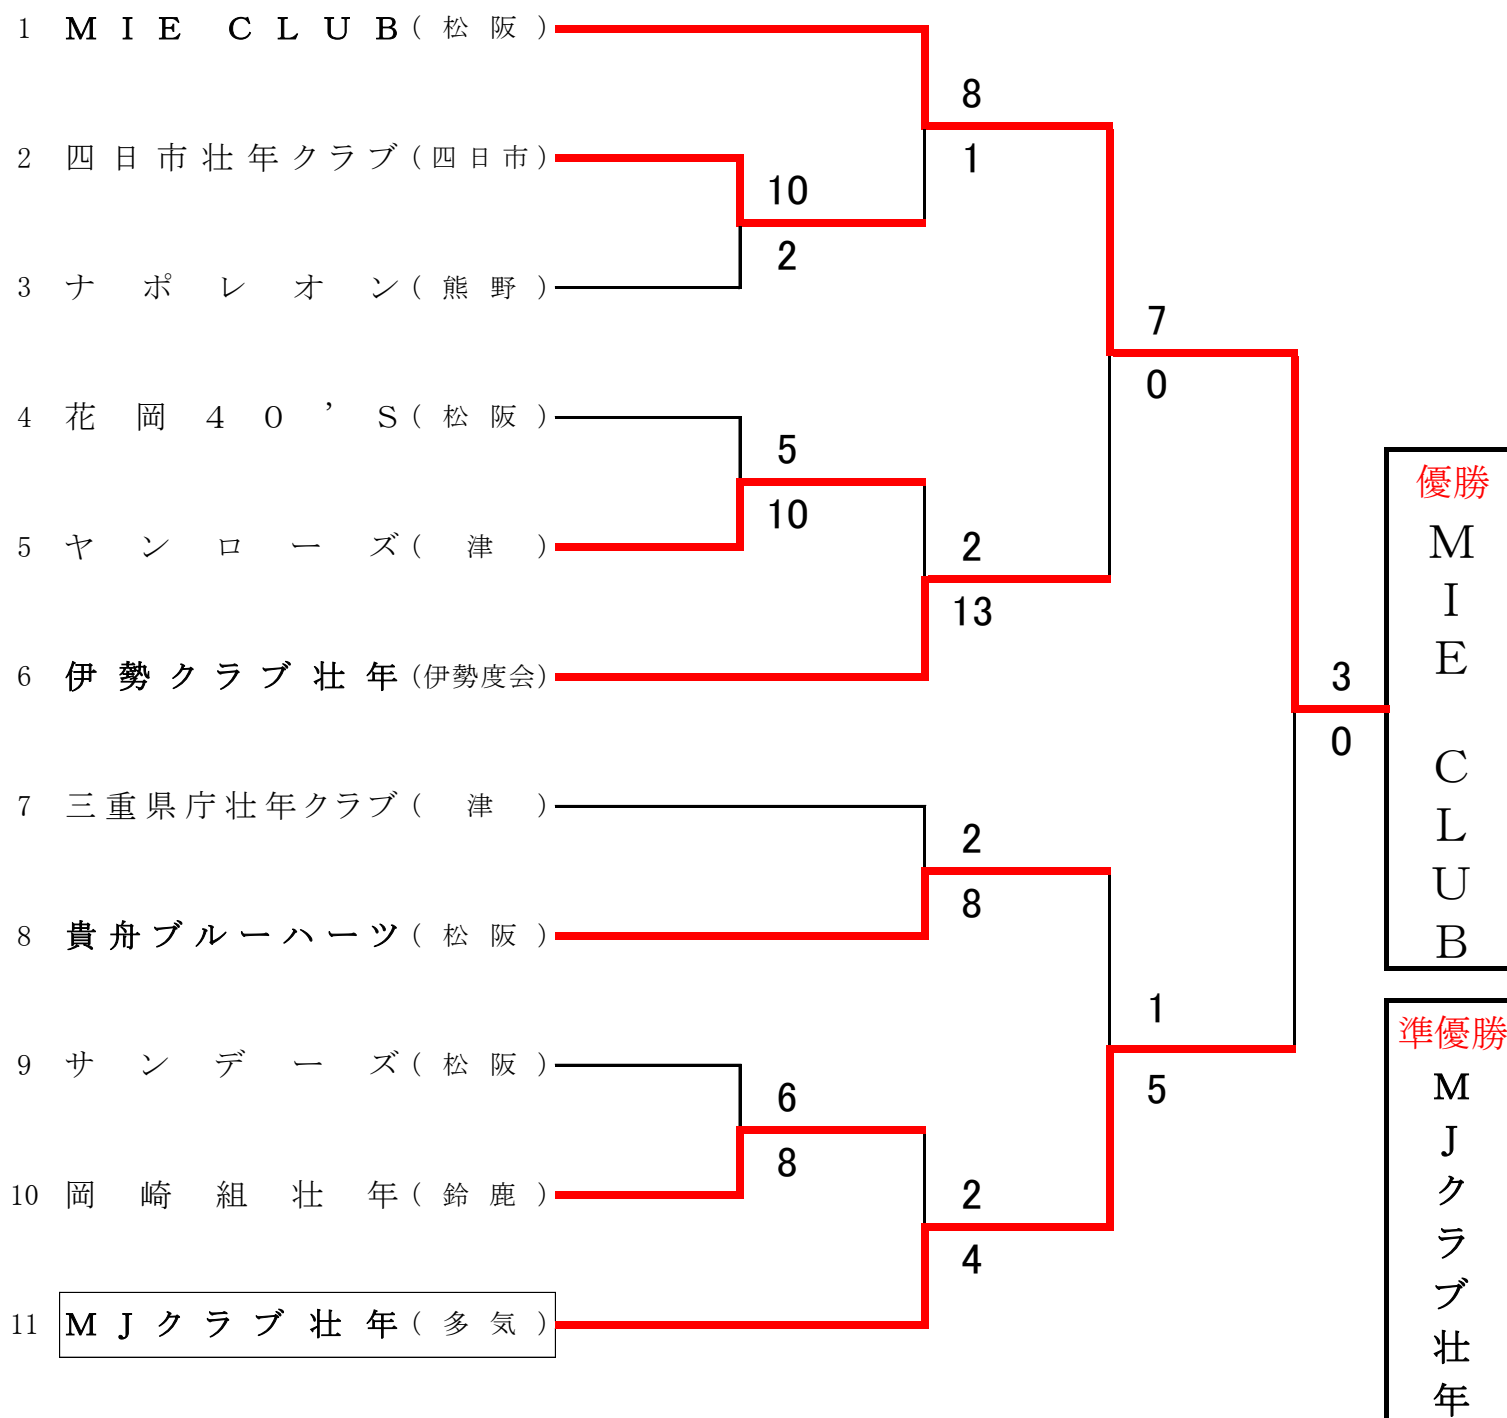 1 ＭＩＥ ＣＬＵＢ(松阪)
8
1
2 四日市壮年クラブ(四日市)
10
2
3 ナポレオン(熊野)
7
0
4 花岡４０’Ｓ(松阪)
5
10
5 ヤンローズ(津)
2
13
6 伊勢クラブ壮年(伊勢度会)
3
0
7 三重県庁壮年クラブ(津)
2
8
8 貴舟ブルーハーツ(松阪)
1
5
9 サンデーズ(松阪)
6
8
10 岡崎組壮年(鈴鹿)
2
4
11 ＭＪクラブ壮年(多気)
優勝
ＭＩＥ ＣＬＵＢ
準優勝
ＭＪクラブ壮年